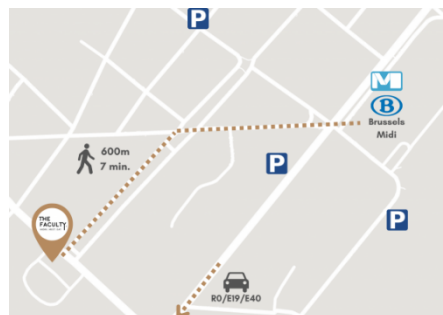 P
M
B
Brussels
Midi
600m
7 min.
P
THE
FACULTY
P
R0/E19/E40